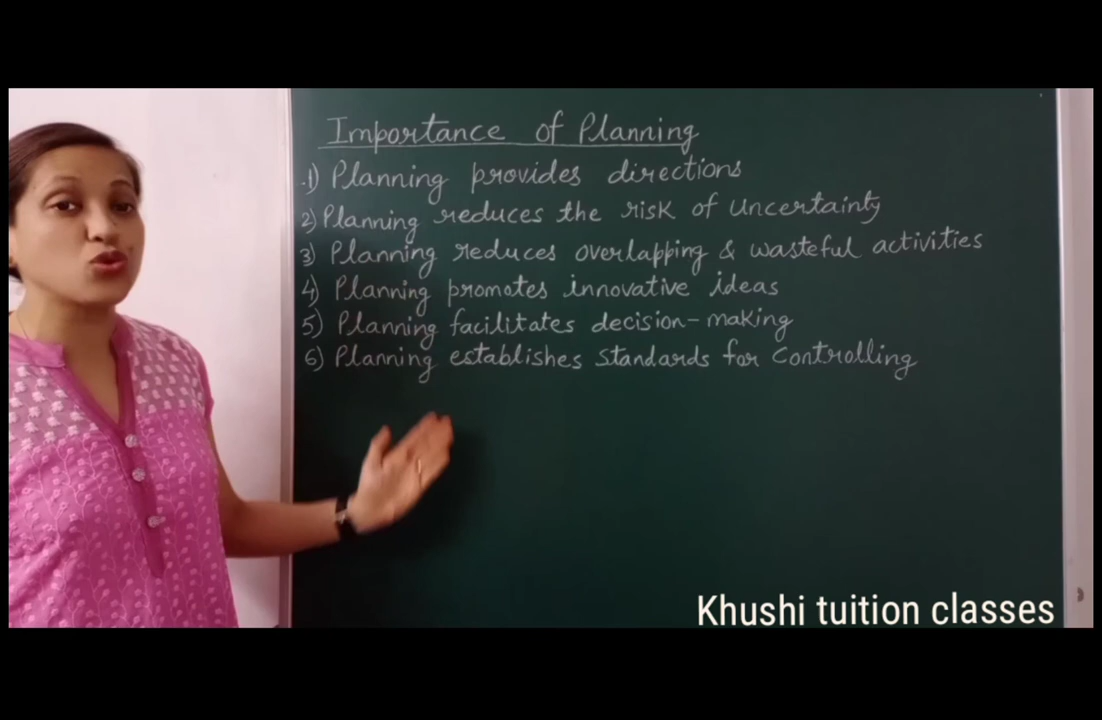 Importance of Planning
1) Planning provides directions
2) Planning reduces the risk of uncertainty
3) Planning reduces overlapping & wasteful activities
4) Planning promotes innovative ideas
5) Planning facilitates decision-making
6) Planning establishes standards for controlling
Khushi tuition classes